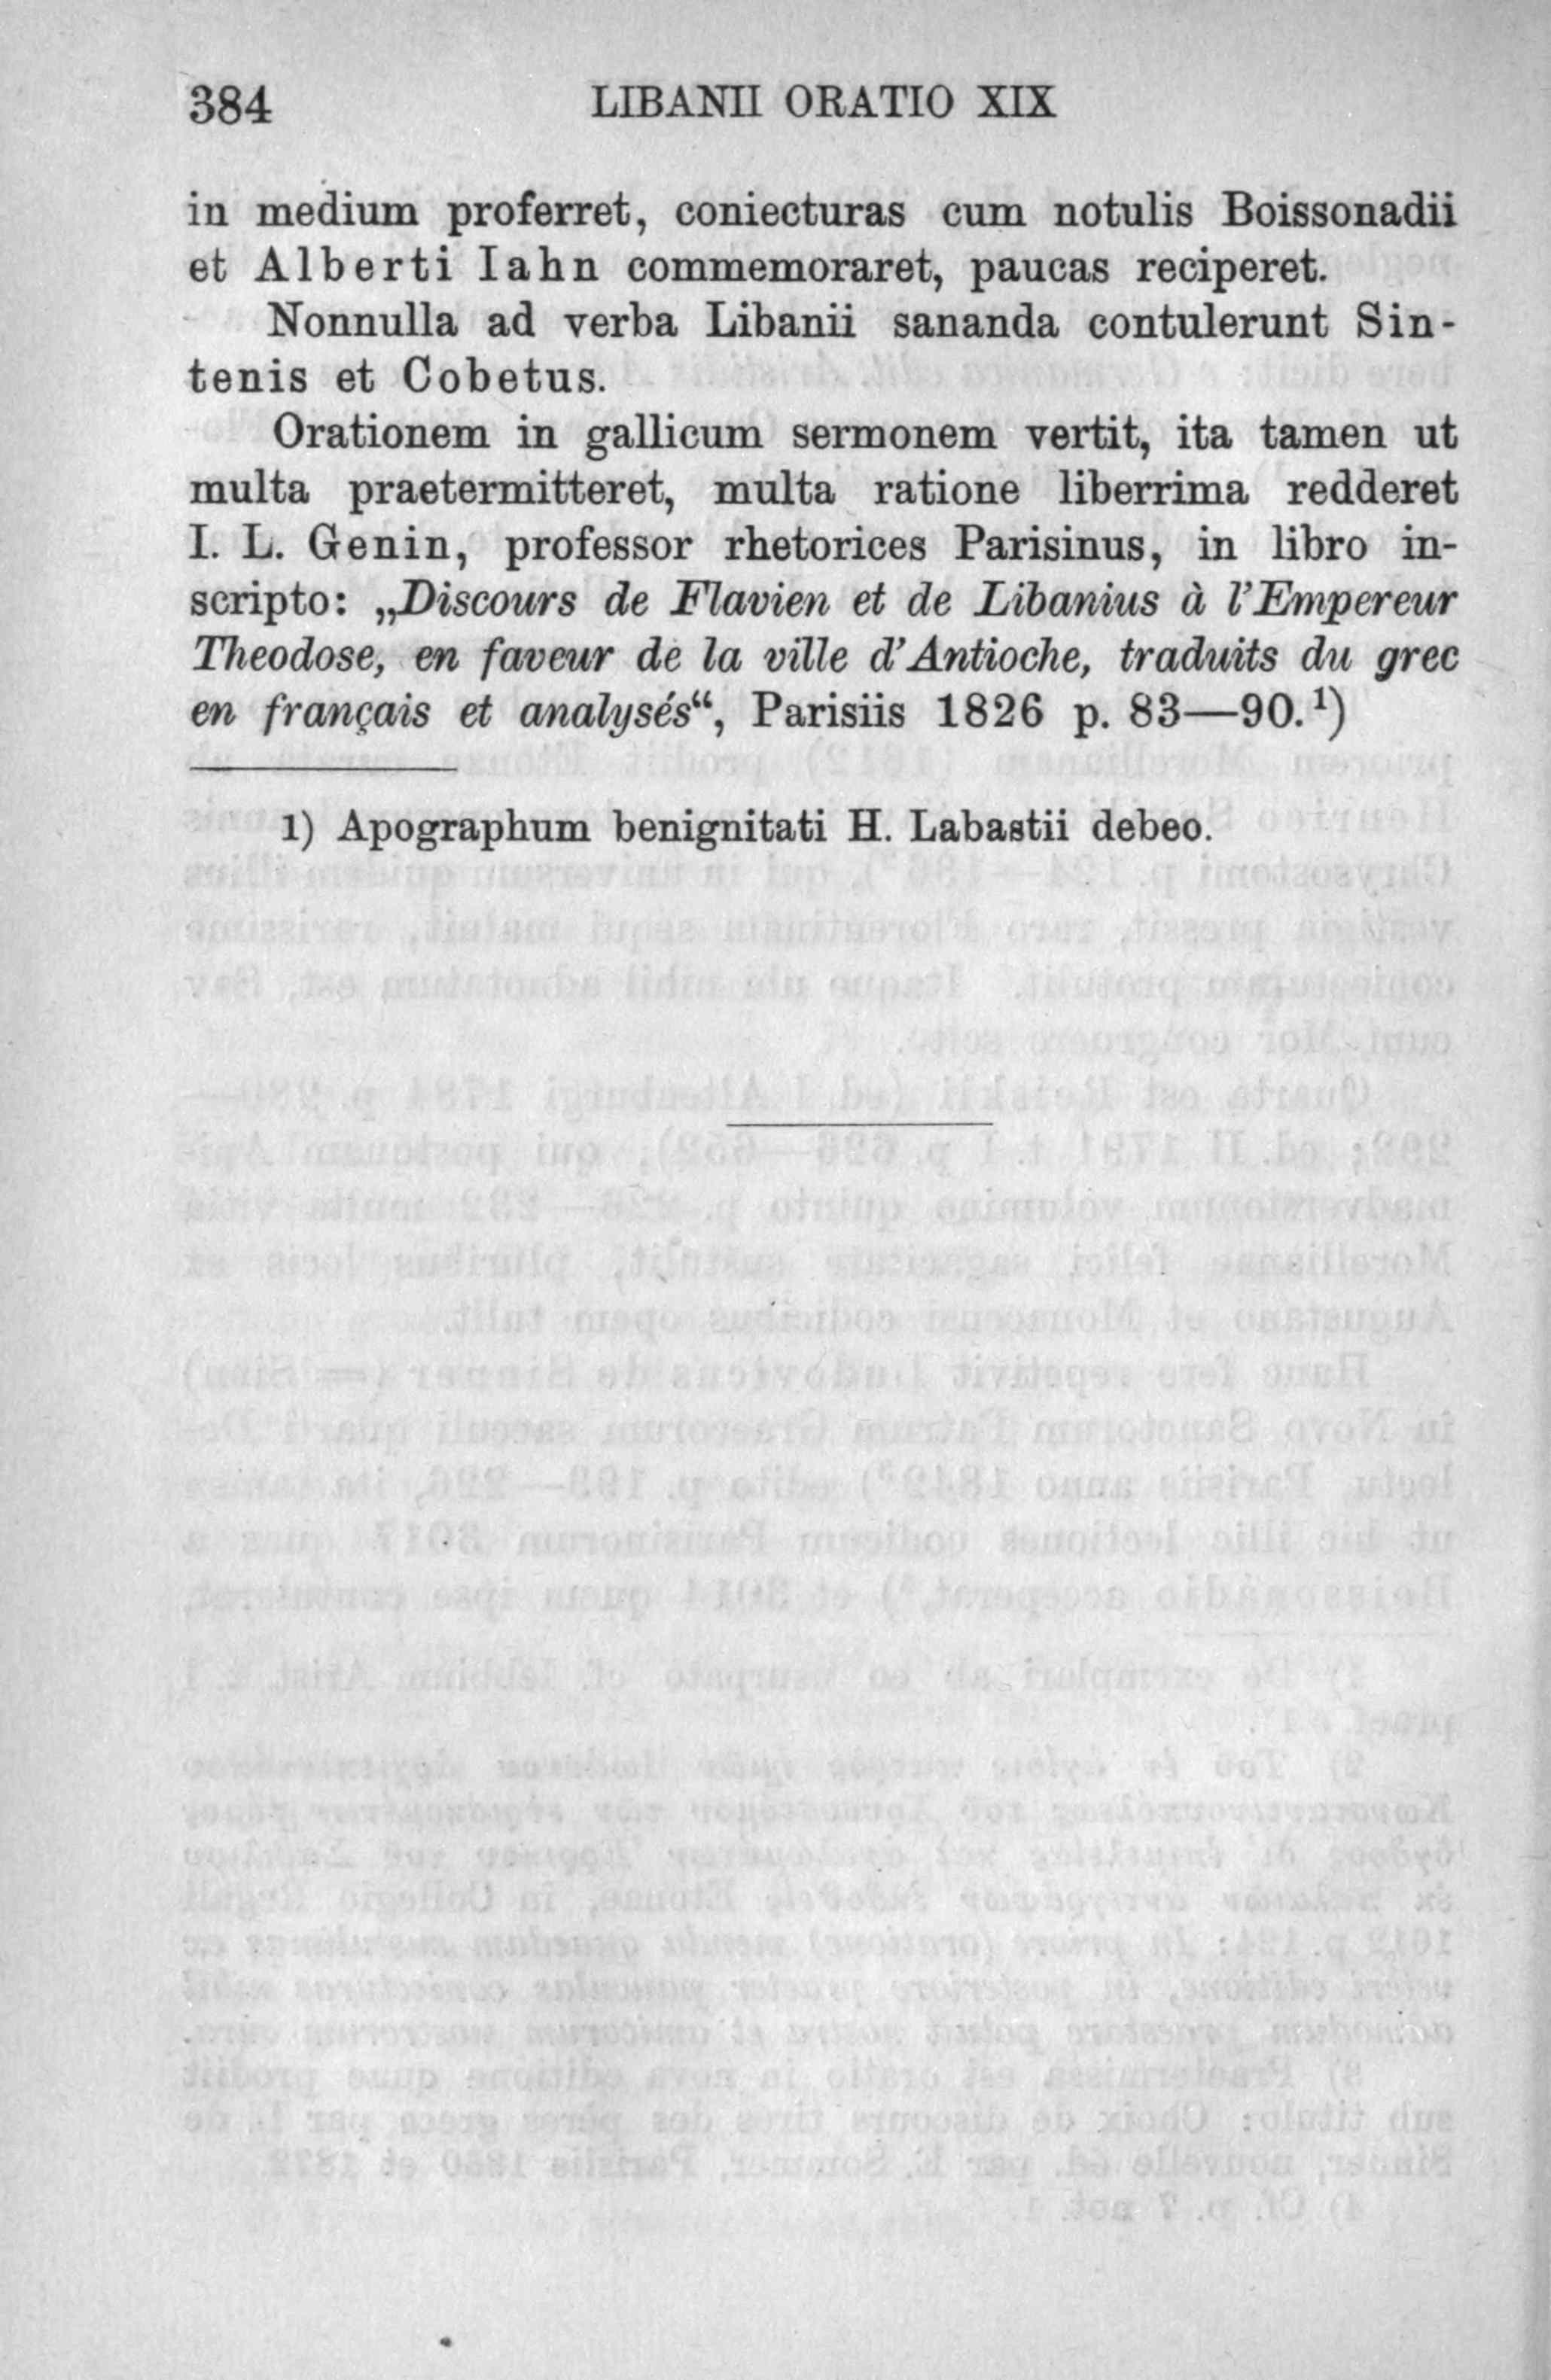 384 LIBANII ORATIO XIX
in medium proferret, coniecturas cum notulis Boissonadii
et Alberti Iahn commemoraret, paucas reciperet.
Nonnulla ad verba Libanii sananda contulerunt Sin-
tenis et Cobetus.
Orationem in gallicum sermonem vertit, ita tamen ut
multa praetermitteret, multa ratione liberrima redderet
I. L. Genin, professor rhetorices Parisinus, in libro in-
scripto: „Discours de Flavien et de Libanius à l'Empereur
Theodose, en faveur de la ville d'Antioche, traduits du grec
en français et analysés“, Parisiis 1826 p. 83—90.¹)
1) Apographum benignitati H. Labastii debeo.